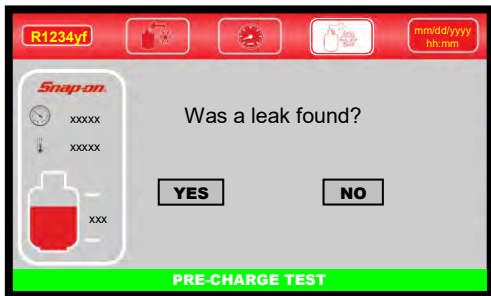 R1234yf
mm/dd/yyyy
hh:mm
Snap-on
xxxxx
xxxxx
xxx
Was a leak found?
YES
NO
PRE-CHARGE TEST